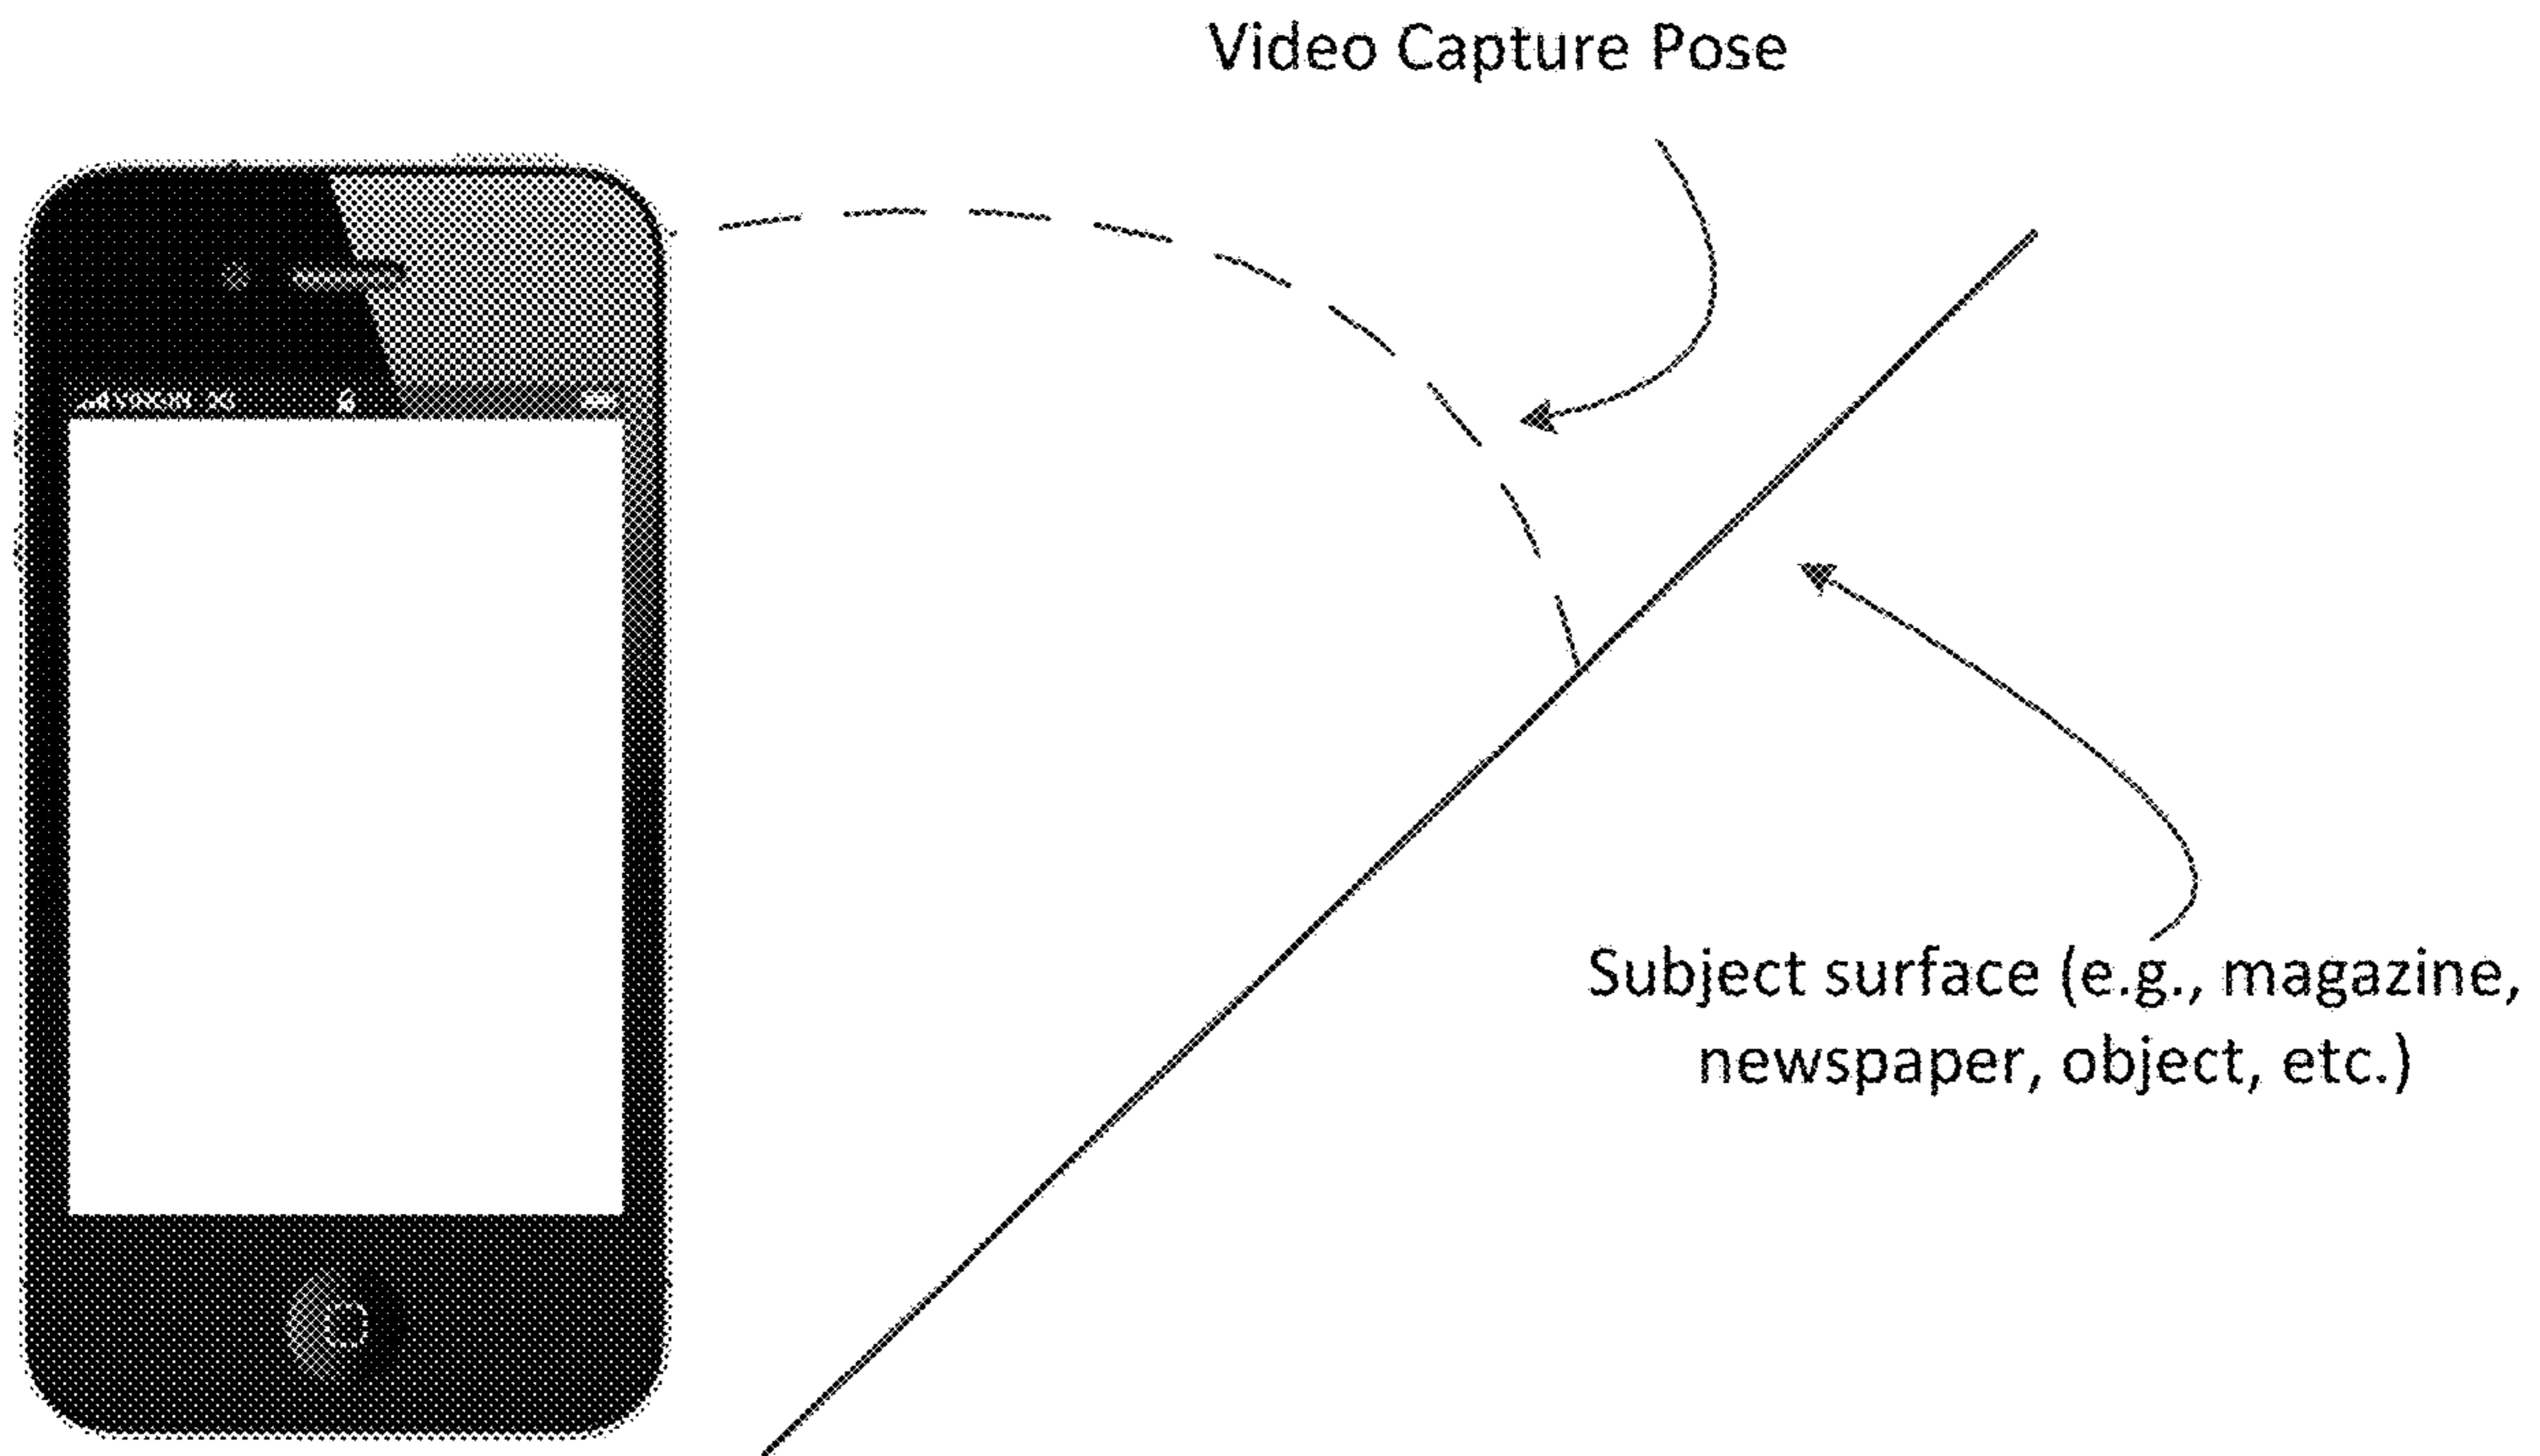 Video Capture Pose
Subject surface (e.g., magazine,
newspaper, object, etc.)